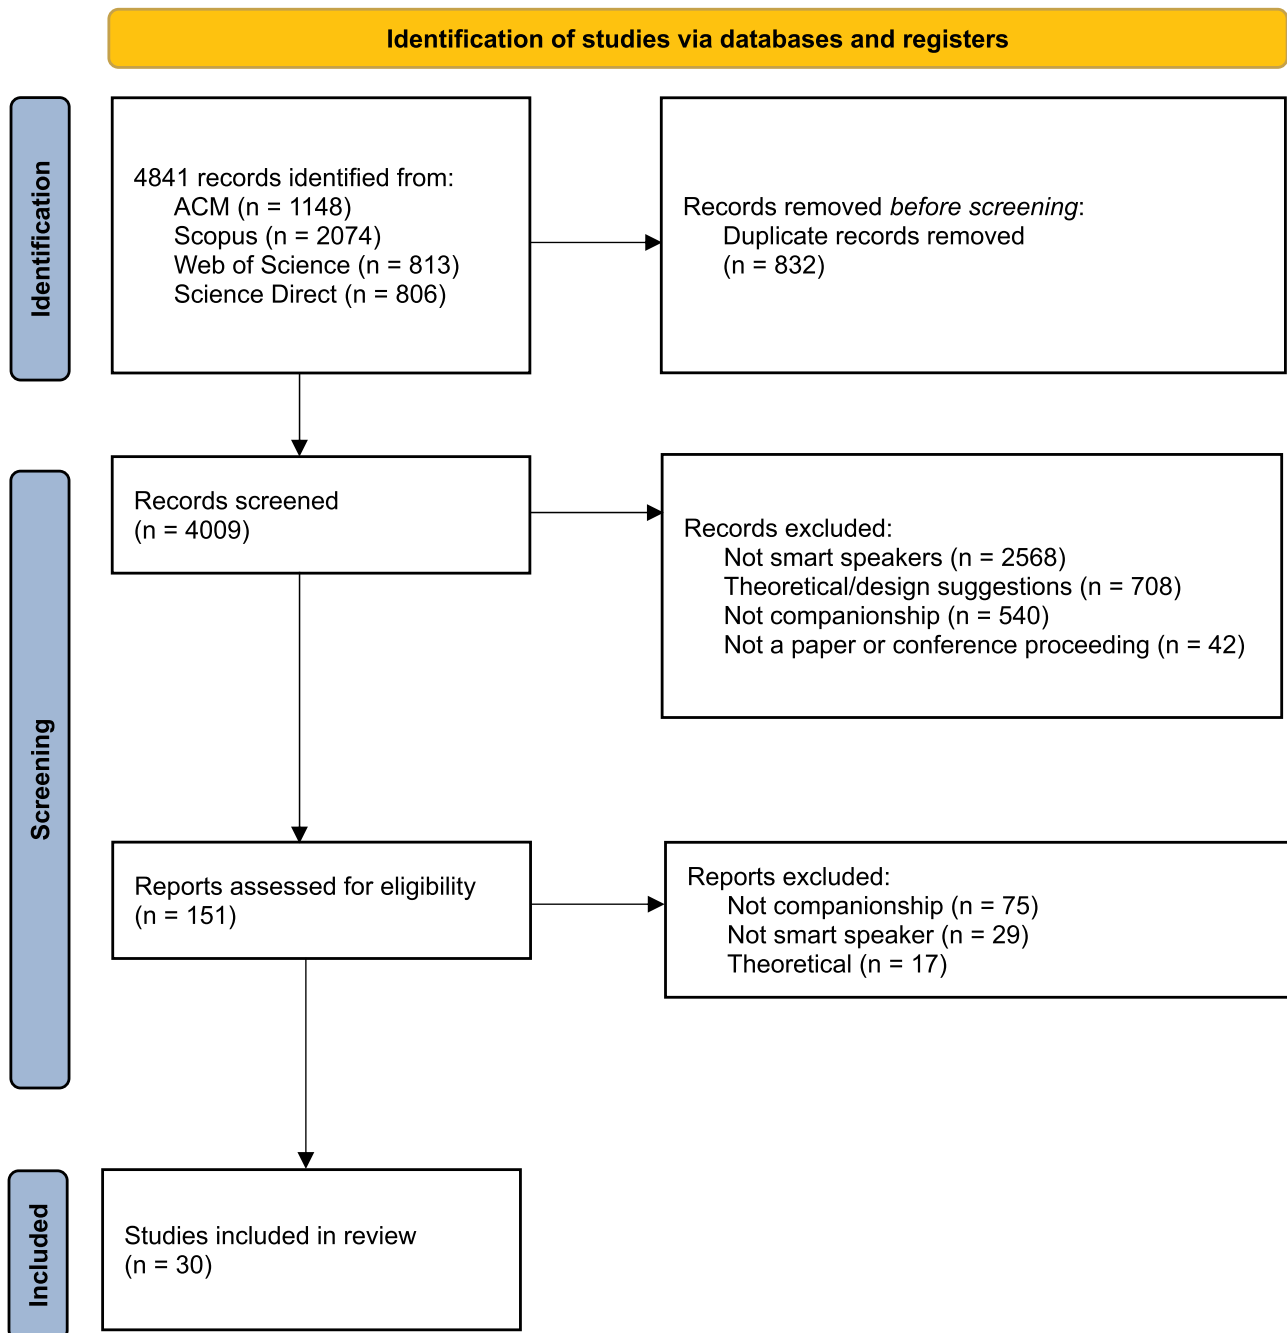 Identification of studies via databases and registers
Identification
4841 records identified from:
ACM (n = 1148)
Scopus (n = 2074)
Web of Science (n = 813)
Science Direct (n = 806)
Records removed before screening:
Duplicate records removed
(n = 832)
Screening
Records screened
(n = 4009)
Records excluded:
Not smart speakers (n = 2568)
Theoretical/design suggestions (n = 708)
Not companionship (n = 540)
Not a paper or conference proceeding (n = 42)
Reports assessed for eligibility
(n = 151)
Reports excluded:
Not companionship (n = 75)
Not smart speaker (n = 29)
Theoretical (n = 17)
Included
Studies included in review
(n = 30)